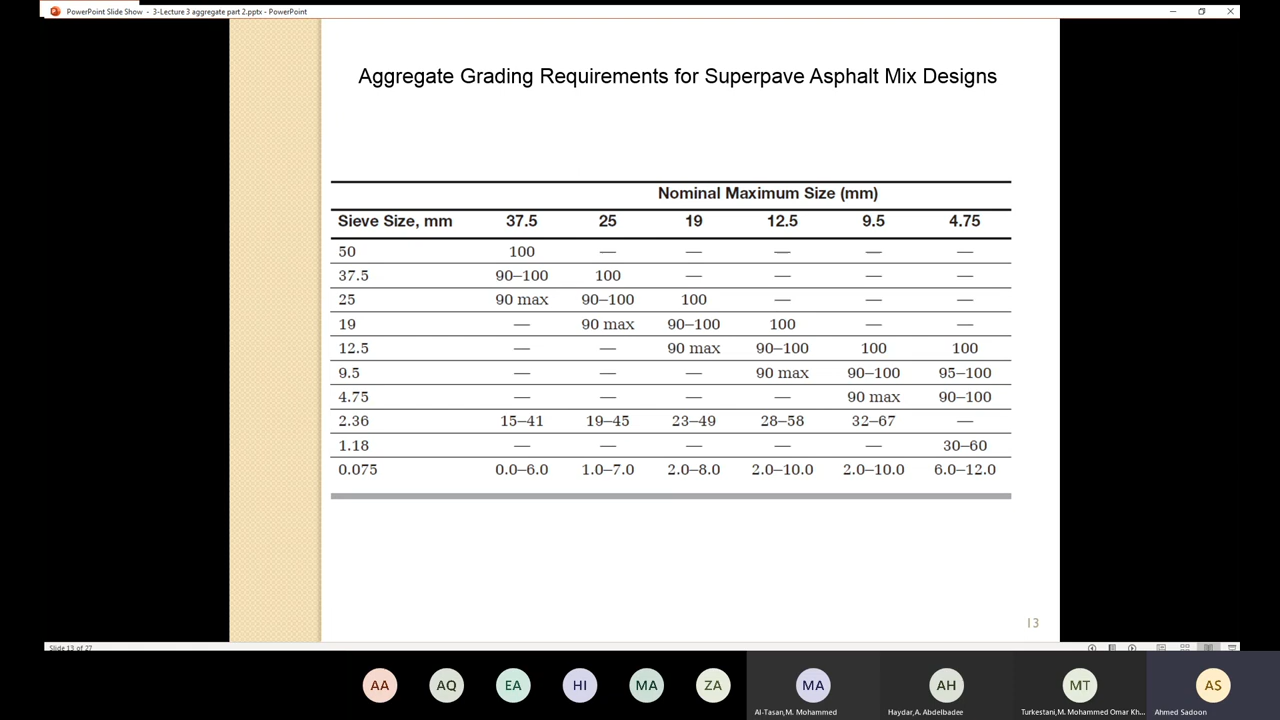 PowerPoint Slide Show - 3-Lecture 3 aggregate part 2.pptx - PowerPoint
Aggregate Grading Requirements for Superpave Asphalt Mix Designs
Nominal Maximum Size (mm)
Sieve Size, mm 37.5 25 19 12.5 9.5 4.75
50 100 — — — — —
37.5 90–100 100 — — — —
25 90 max 90–100 100 — — —
19 — 90 max 90–100 100 — —
12.5 — — 90 max 90–100 100 100
9.5 — — — 90 max 90–100 95–100
4.75 — — — — 90 max 90–100
2.36 15–41 19–45 23–49 28–58 32–67 —
1.18 — — — — — 30–60
0.075 0.0–6.0 1.0–7.0 2.0–8.0 2.0–10.0 2.0–10.0 6.0–12.0
13
Slide 13 of 27
AA AQ EA HI MA ZA MA AH MT AS
Al-Tasan,M. Mohammed Haydar,A. Abdelbadee Turkestani,M. Mohammed Omar Kh... Ahmed Sadoon